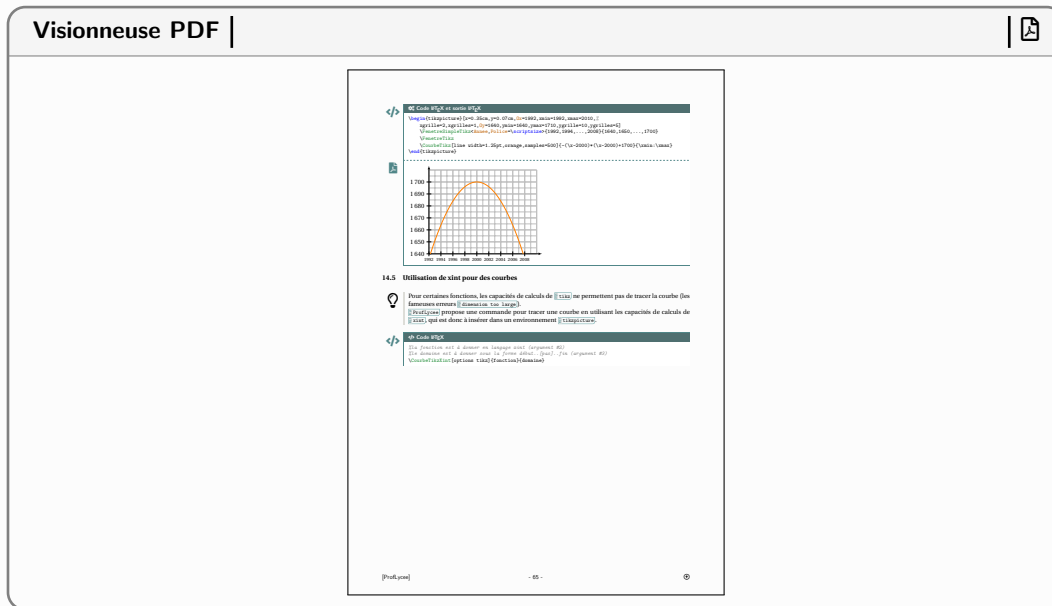 Visionneuse PDF
Code LATEX et sortie LATEX
\begin{tikzpicture}[x=0.35cm,y=0.07cm,Ox=1992,xmin=1992,xmax=2010,%
xgrille=2,xgrilles=1,Oy=1640,ymin=1640,ymax=1710,ygrille=10,ygrilles=5]
\FenetreSimpleTikz<Annee,Police=\scriptsize>{1992,1994,...,2008}{1640,1650,...,1700}
\FenetreTikz
\CourbeTikz[line width=1.25pt,orange,samples=500]{-(\x-2000)*(\x-2000)+1700}{\xmin:\xmax}
\end{tikzpicture}
1 700
1 690
1 680
1 670
1 660
1 650
1 640
1992 1994 1996 1998 2000 2002 2004 2006 2008
14.5 Utilisation de xint pour des courbes
Pour certaines fonctions, les capacités de calculs de tikz ne permettent pas de tracer la courbe (les
fameuses erreurs dimension too large).
ProfLycee propose une commande pour tracer une courbe en utilisant les capacités de calculs de
xint, qui est donc à insérer dans un environnement tikzpicture.
Code LATEX
%la fonction est à donner en langage xint (argument #2)
%le domaine est à donner sous la forme début..[pas]..fin (argument #3)
\CourbeTikzXint[options tikz]{fonction}{domaine}
[ProfLycee]
- 65 -